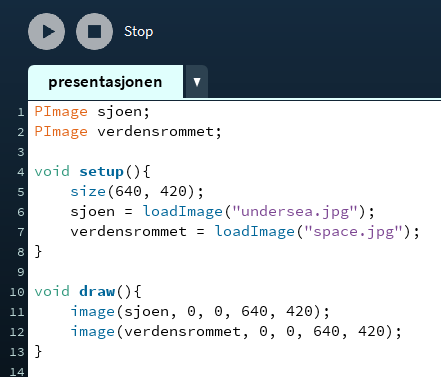 Stop
presentasjonen ▼
1 PImage sjoen;
2 PImage verdensrommet;
3
4 void setup(){
5     size(640, 420);
6     sjoen = loadImage("undersea.jpg");
7     verdensrommet = loadImage("space.jpg");
8 }
9
10 void draw(){
11     image(sjoen, 0, 0, 640, 420);
12     image(verdensrommet, 0, 0, 640, 420);
13 }
14